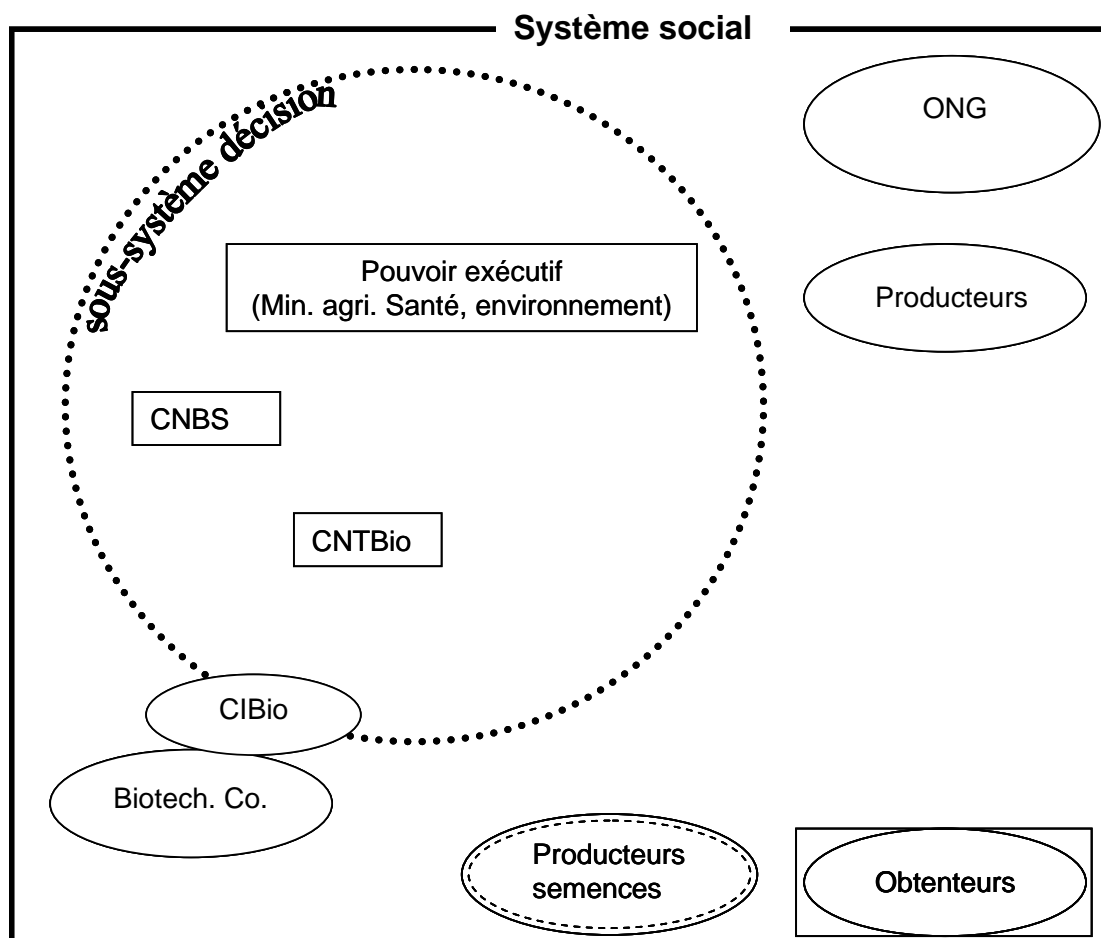 Système social
ONG
sous-système décision
Pouvoir exécutif
(Min. agri. Santé, environnement)
Producteurs
CNBS
CNTBio
CIBio
Biotech. Co.
Producteurs
semences
Obtenteurs